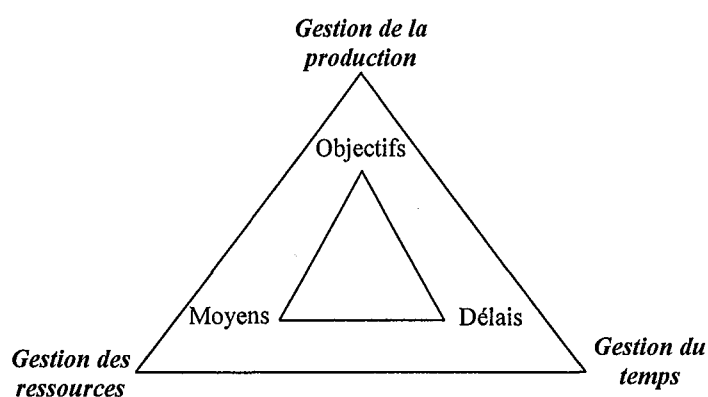 Gestion de la
production
Objectifs
Moyens
Délais
Gestion des
ressources
Gestion du
temps